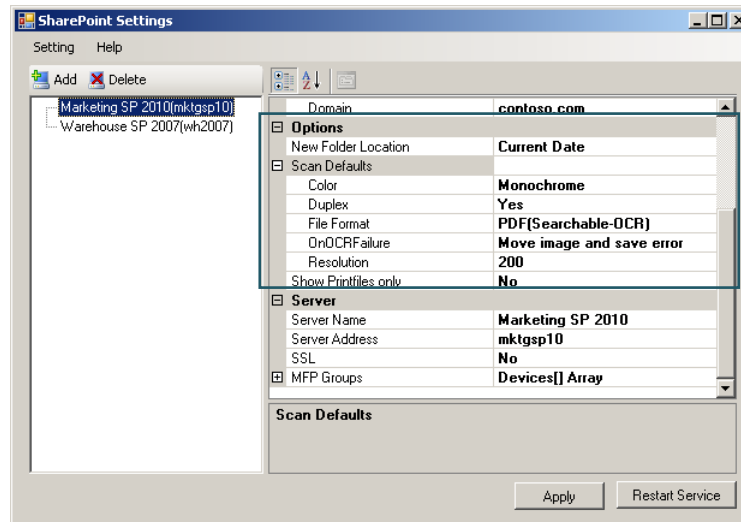 SharePoint Settings
Setting Help
Add Delete
Marketing SP 2010(mktgsp10)
Warehouse SP 2007(wh2007)
Domain contoso.com
Options
New Folder Location Current Date
Scan Defaults
Color Monochrome
Duplex Yes
File Format PDF(Searchable-OCR)
OnOCRFailure Move image and save error
Resolution 200
Show Printfiles only No
Server
Server Name Marketing SP 2010
Server Address mktgsp10
SSL No
MFP Groups Devices[] Array
Scan Defaults
Apply Restart Service